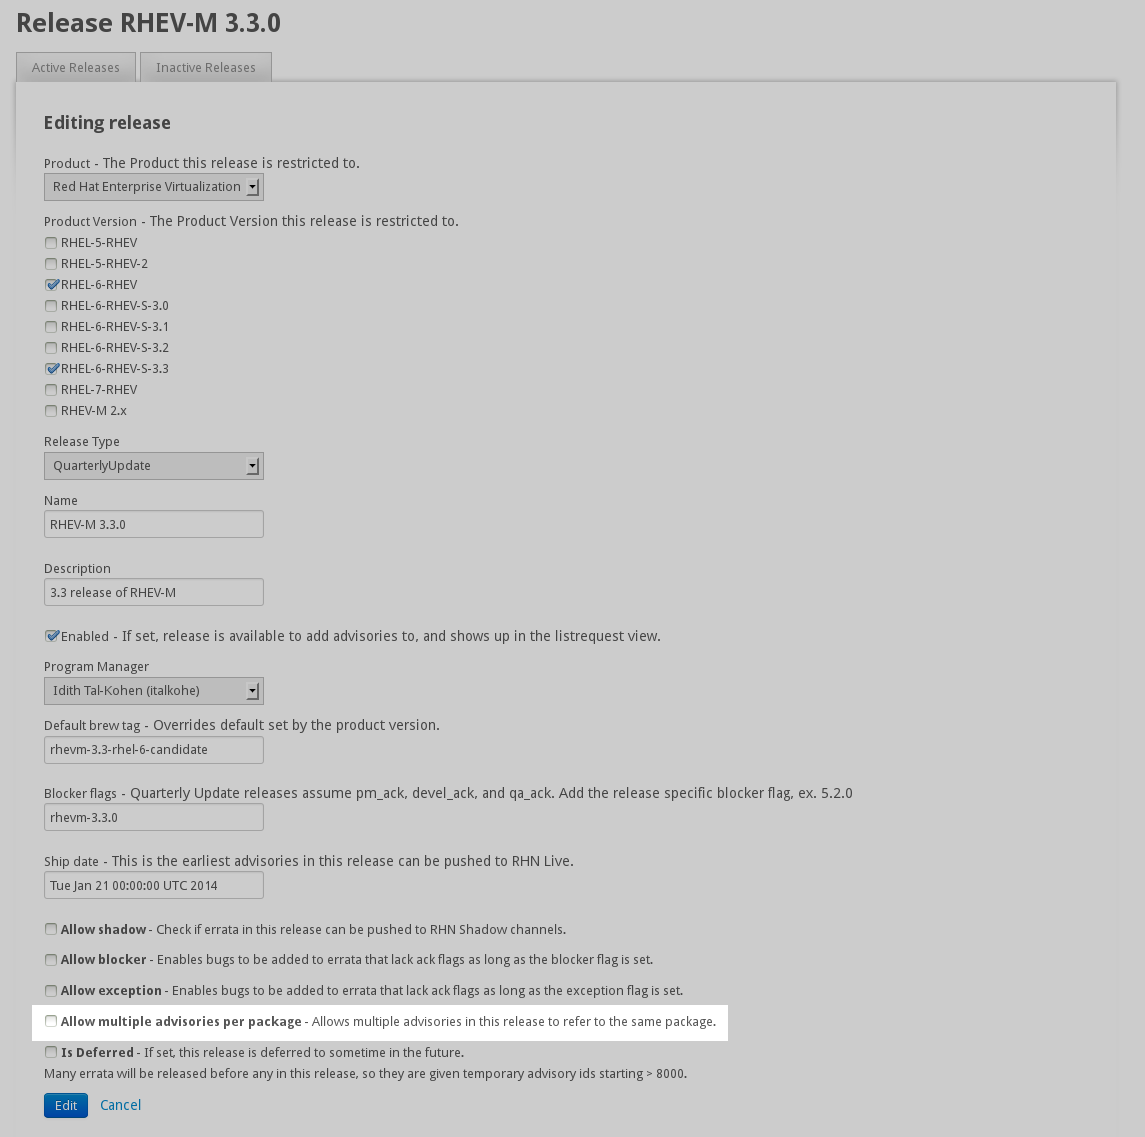 Release RHEV-M 3.3.0
Active Releases
Inactive Releases
Editing release
Product - The Product this release is restricted to.
Red Hat Enterprise Virtualization
Product Version - The Product Version this release is restricted to.
RHEL-5-RHEV
RHEL-5-RHEV-2
RHEL-6-RHEV
RHEL-6-RHEV-S-3.0
RHEL-6-RHEV-S-3.1
RHEL-6-RHEV-S-3.2
RHEL-6-RHEV-S-3.3
RHEL-7-RHEV
RHEV-M 2.x
Release Type
QuarterlyUpdate
Name
RHEV-M 3.3.0
Description
3.3 release of RHEV-M
Enabled - If set, release is available to add advisories to, and shows up in the listrequest view.
Program Manager
Idith Tal-Kohen (italkohe)
Default brew tag - Overrides default set by the product version.
rhevm-3.3-rhel-6-candidate
Blocker flags - Quarterly Update releases assume pm_ack, devel_ack, and qa_ack. Add the release specific blocker flag, ex. 5.2.0
rhevm-3.3.0
Ship date - This is the earliest advisories in this release can be pushed to RHN Live.
Tue Jan 21 00:00:00 UTC 2014
Allow shadow - Check if errata in this release can be pushed to RHN Shadow channels.
Allow blocker - Enables bugs to be added to errata that lack ack flags as long as the blocker flag is set.
Allow exception - Enables bugs to be added to errata that lack ack flags as long as the exception flag is set.
Allow multiple advisories per package - Allows multiple advisories in this release to refer to the same package.
Is Deferred - If set, this release is deferred to sometime in the future.
Many errata will be released before any in this release, so they are given temporary advisory ids starting > 8000.
Edit
Cancel